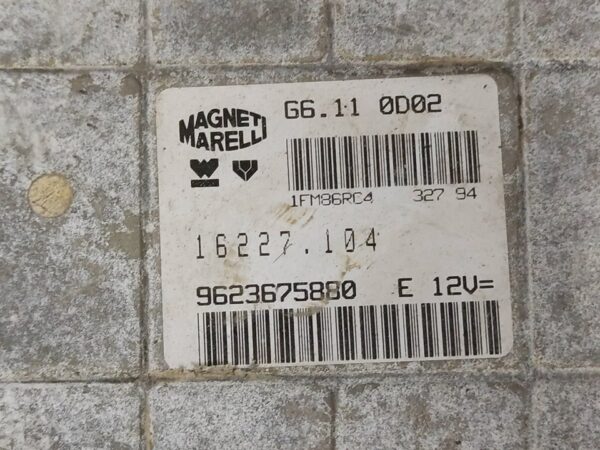 MAGNETI
MARELLI
G6.11 0D02
1FM86RC4 327 94
16227.104
9623675880 E 12V=